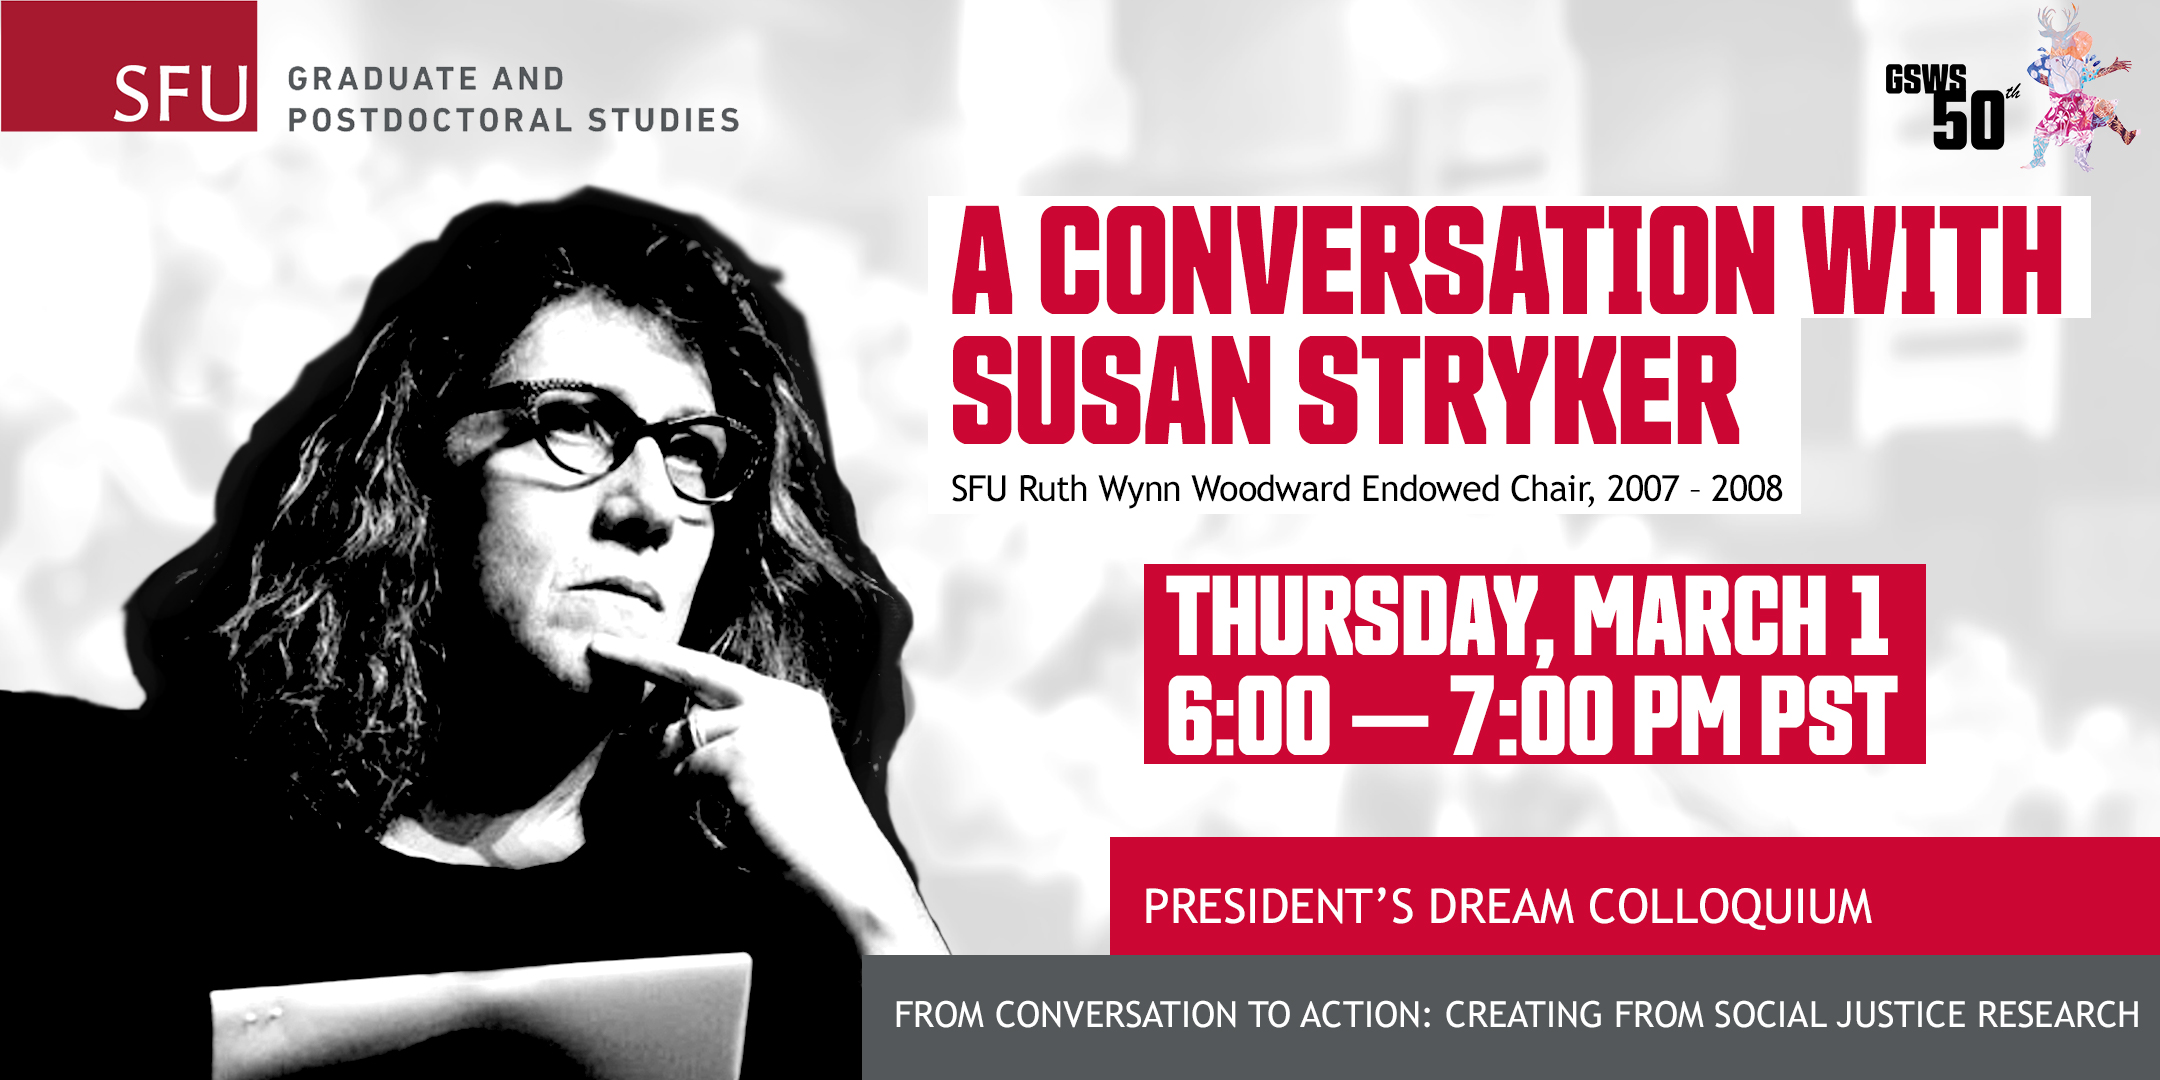 SFU
GRADUATE AND
POSTDOCTORAL STUDIES
GSWS
50th
A CONVERSATION WITH
SUSAN STRYKER
SFU Ruth Wynn Woodward Endowed Chair, 2007 - 2008
THURSDAY, MARCH 1
6:00 — 7:00 PM PST
PRESIDENT’S DREAM COLLOQUIUM
FROM CONVERSATION TO ACTION: CREATING FROM SOCIAL JUSTICE RESEARCH